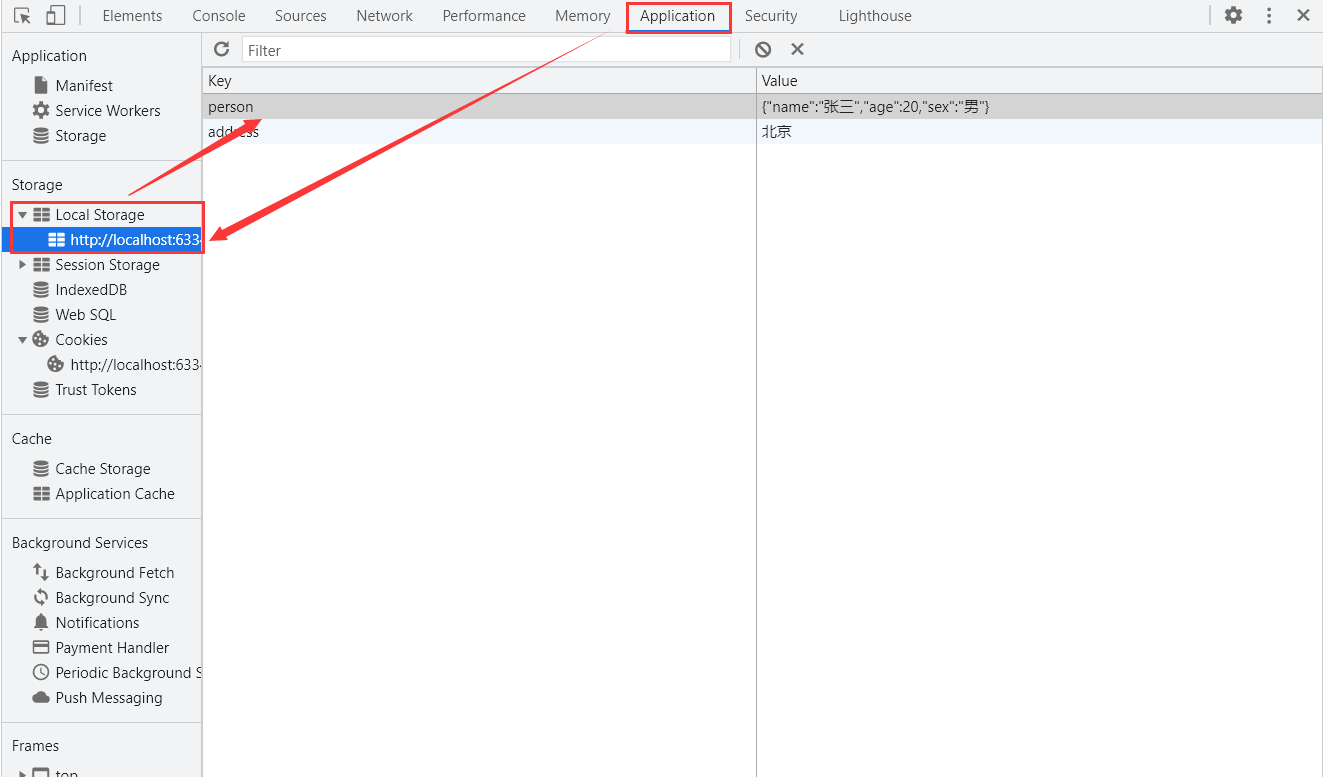 Elements Console Sources Network Performance Memory Application Security Lighthouse
Application
Manifest
Service Workers
Storage
Storage
Local Storage
http://localhost:633
Session Storage
IndexedDB
Web SQL
Cookies
http://localhost:633
Trust Tokens
Cache
Cache Storage
Application Cache
Background Services
Background Fetch
Background Sync
Notifications
Payment Handler
Periodic Background S
Push Messaging
Frames
top
Filter
Key Value
person {"name":"张三","age":20,"sex":"男"}
address 北京